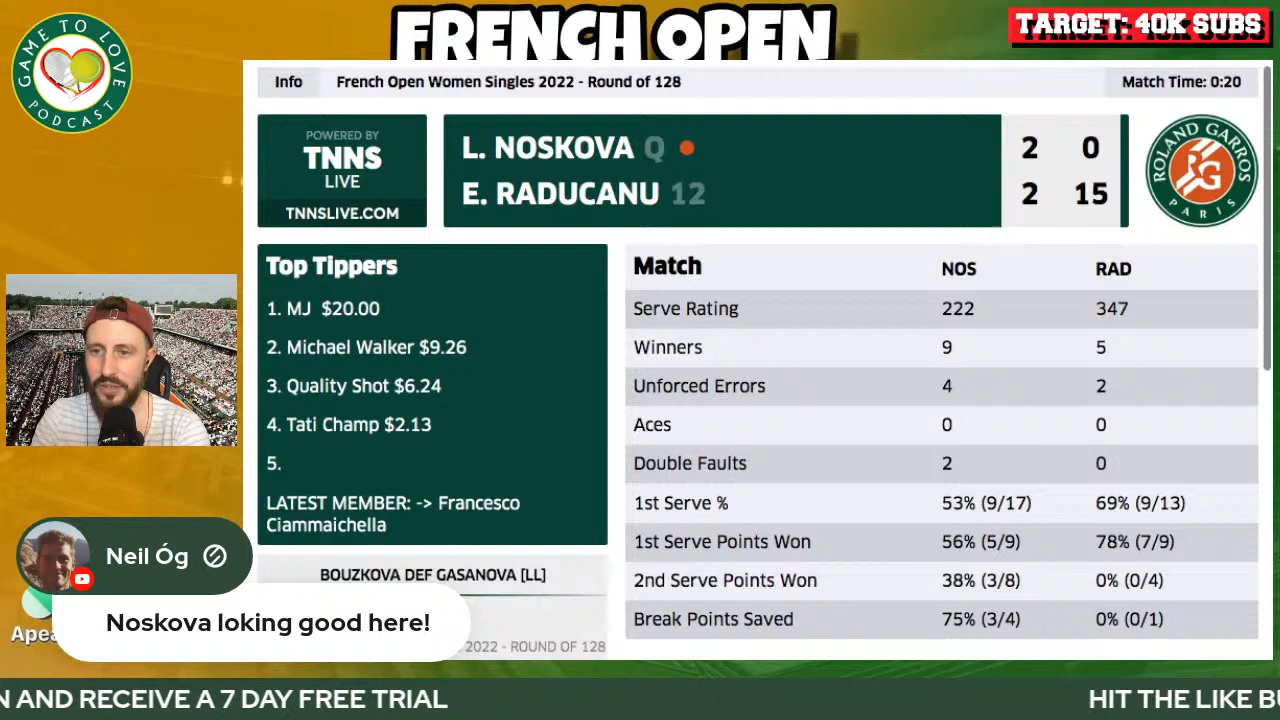 GAME TO LOVE
PODCAST
FRENCH OPEN
TARGET: 40K SUBS
Info French Open Women Singles 2022 - Round of 128 Match Time: 0:20
POWERED BY
TNNS
LIVE
TNNSLIVE.COM
L. NOSKOVA Q 2 0
E. RADUCANU 12 2 15
ROLAND GARROS
RG
PARIS
Top Tippers
1. MJ $20.00
2. Michael Walker $9.26
3. Quality Shot $6.24
4. Tati Champ $2.13
5.
LATEST MEMBER: -> Francesco
Ciammaichella
BOUZKOVA DEF GASANOVA [LL]
2022 - ROUND OF 128
Match NOS RAD
Serve Rating 222 347
Winners 9 5
Unforced Errors 4 2
Aces 0 0
Double Faults 2 0
1st Serve % 53% (9/17) 69% (9/13)
1st Serve Points Won 56% (5/9) 78% (7/9)
2nd Serve Points Won 38% (3/8) 0% (0/4)
Break Points Saved 75% (3/4) 0% (0/1)
Neil Óg
Noskova loking good here!
Apea
N AND RECEIVE A 7 DAY FREE TRIAL HIT THE LIKE BU